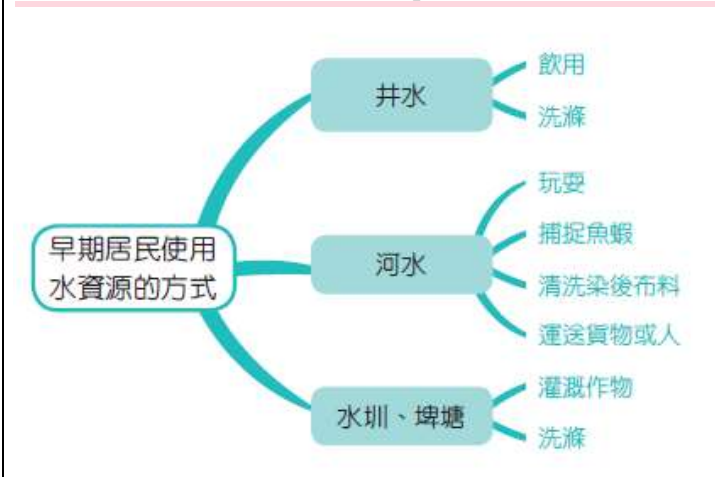 早期居民使用
水資源的方式
井水
飲用
洗滌
河水
玩耍
捕捉魚蝦
清洗染後布料
運送貨物或人
水圳、埤塘
灌溉作物
洗滌